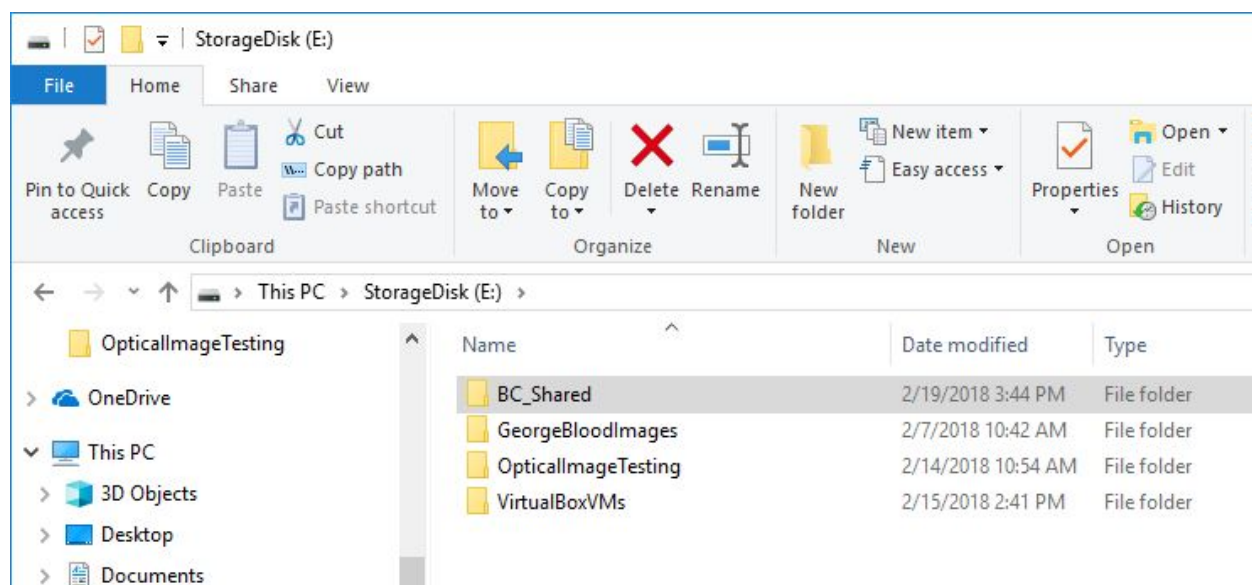 StorageDisk (E:)
File Home Share View
Pin to Quick access
Copy
Paste
Cut
Copy path
Paste shortcut
Clipboard
Move to
Copy to
Delete
Rename
Organize
New folder
New item
Easy access
New
Properties
Open
Edit
History
Open
This PC > StorageDisk (E:) >
OpticalImageTesting
OneDrive
This PC
3D Objects
Desktop
Documents
Name Date modified Type
BC_Shared 2/19/2018 3:44 PM File folder
GeorgeBloodImages 2/7/2018 10:42 AM File folder
OpticalImageTesting 2/14/2018 10:54 AM File folder
VirtualBoxVMs 2/15/2018 2:41 PM File folder